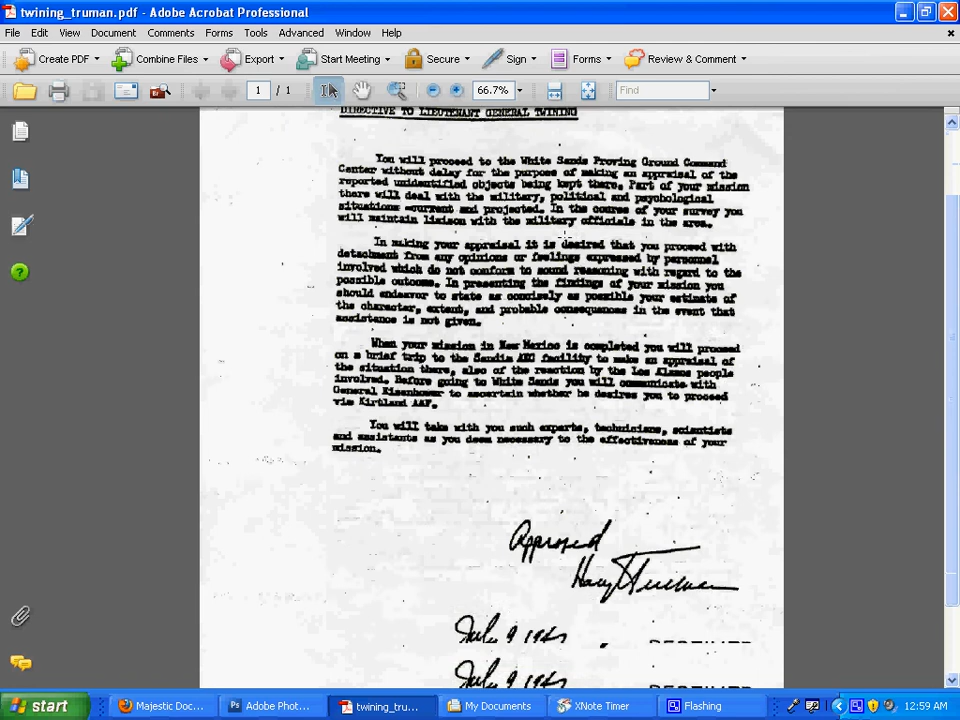 twining_truman.pdf - Adobe Acrobat Professional
File Edit View Document Comments Forms Tools Advanced Window Help
Create PDF Combine Files Export Start Meeting Secure Sign Forms Review & Comment
1 / 1 66.7% Find
DIRECTIVE TO LIEUTENANT GENERAL TWINING
You will proceed to the White Sands Proving Ground Command
Center without delay for the purpose of making an appraisal of the
reported unidentified objects being kept there. Part of your mission
there will deal with the military, political and psychological
situations—current and projected. In the course of your survey you
will maintain liaison with the military officials in the area.
In making your appraisal it is desired that you proceed with
detachment from any opinions or feelings expressed by personnel
involved which do not conform to sound reasoning with regard to the
possible outcome. In presenting the findings of your mission you
should endeavor to state as concisely as possible your estimate of
the character, extent, and probable consequences in the event that
assistance is not given.
When your mission in New Mexico is completed you will proceed
on a brief trip to the Sandia AEC facility to make an appraisal of
the situation there, also of the reaction by the Los Alamos people
involved. Before going to White Sands you will communicate with
General Eisenhower to ascertain whether he desires you to proceed
via Kirtland AAF.
You will take with you such experts, technicians, scientists
and assistants as you deem necessary to the effectiveness of your
mission.
Approved
Harry Truman
July 9 194
July 9 194
start Majestic Doc... Adobe Phot... twining_tru... My Documents XNote Timer Flashing 12:59 AM